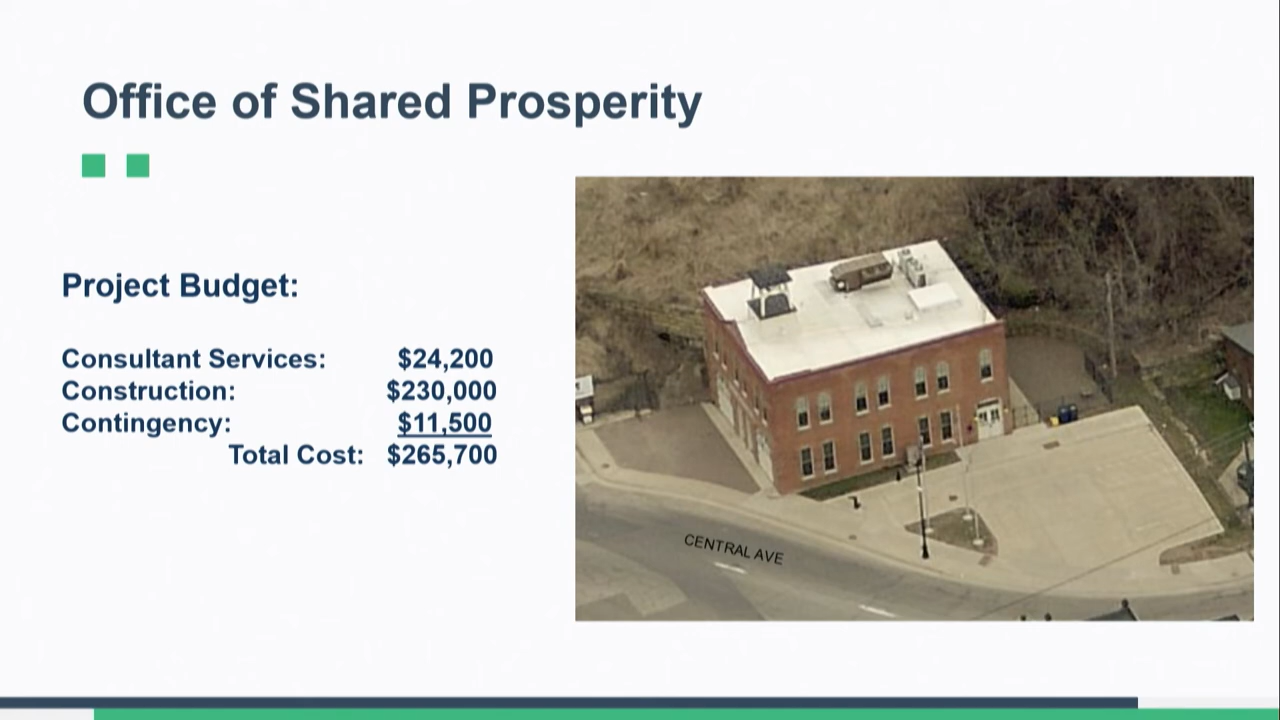 Office of Shared Prosperity
Project Budget:
Consultant Services: $24,200
Construction: $230,000
Contingency: $11,500
Total Cost: $265,700
CENTRAL AVE